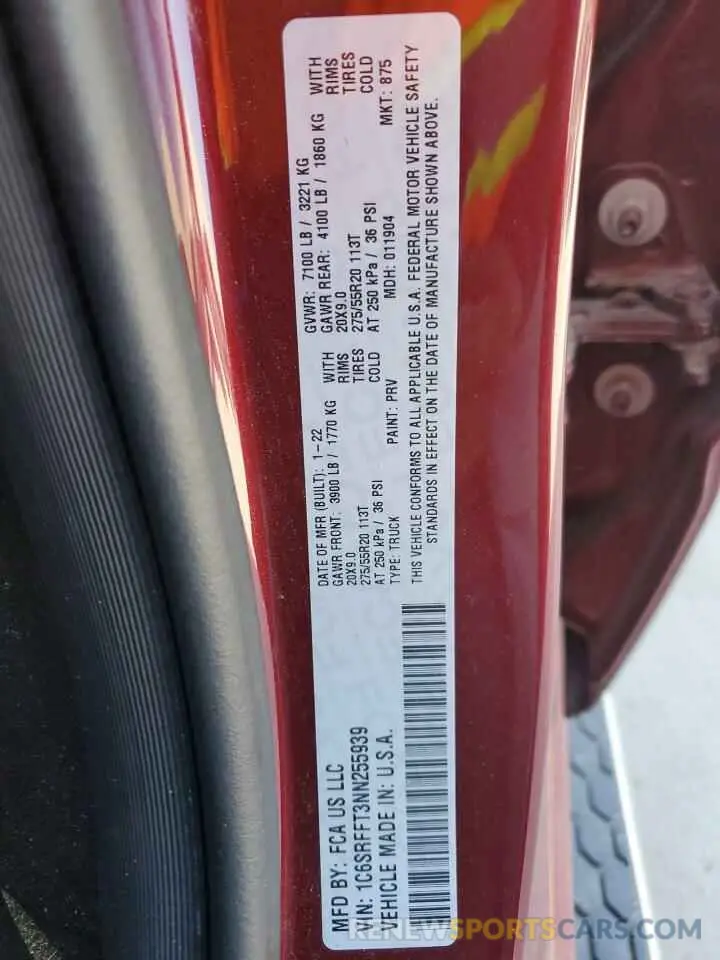 MFD BY: FCA US LLC
VIN: 1C6SRFFT3NN255939
VEHICLE MADE IN: U.S.A.
DATE OF MFR (BUILT): 1-22
GVWR: 7100 LB / 3221 KG
GAWR FRONT: 3900 LB / 1770 KG WITH
GAWR REAR: 4100 LB / 1860 KG WITH
20X9.0 RIMS
20X9.0 RIMS
275/55R20 113T TIRES
275/55R20 113T TIRES
AT 250 kPa / 36 PSI COLD
AT 250 kPa / 36 PSI COLD
TYPE: TRUCK PAINT: PRV MDH: 011904 MKT: 875
THIS VEHICLE CONFORMS TO ALL APPLICABLE U.S.A. FEDERAL MOTOR VEHICLE SAFETY
STANDARDS IN EFFECT ON THE DATE OF MANUFACTURE SHOWN ABOVE.
RENEWSPORTSCARS.COM